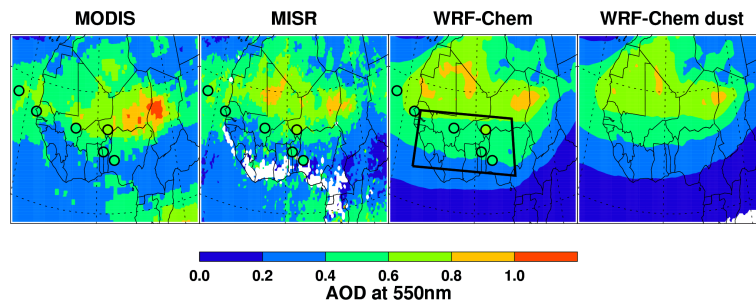 MODIS MISR WRF-Chem WRF-Chem dust
0.0 0.2 0.4 0.6 0.8 1.0
AOD at 550nm